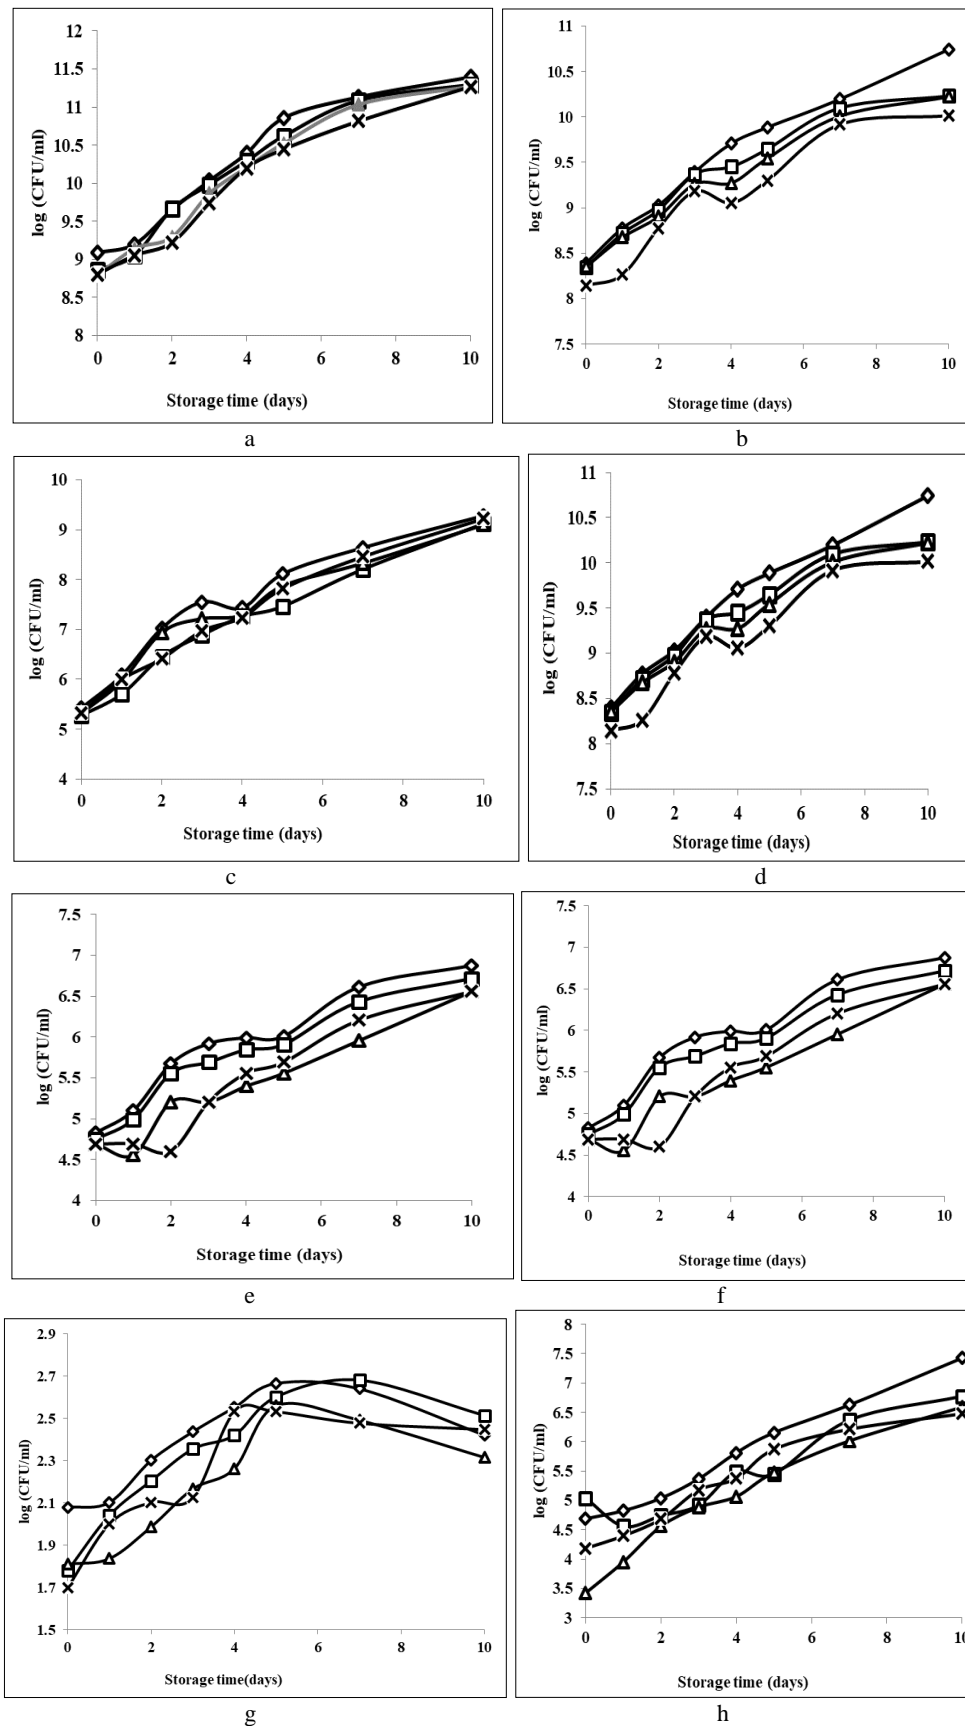 12
11.5
11
10.5
10
9.5
9
8.5
8
log (CFU/ml)
0 2 4 6 8 10
Storage time (days)
a
11
10.5
10
9.5
9
8.5
8
7.5
log (CFU/ml)
0 2 4 6 8 10
Storage time (days)
b
10
9
8
7
6
5
4
log (CFU/ml)
0 2 4 6 8 10
Storage time (days)
c
11
10.5
10
9.5
9
8.5
8
7.5
log (CFU/ml)
0 2 4 6 8 10
Storage time (days)
d
7.5
7
6.5
6
5.5
5
4.5
4
log (CFU/ml)
0 2 4 6 8 10
Storage time (days)
e
7.5
7
6.5
6
5.5
5
4.5
4
log (CFU/ml)
0 2 4 6 8 10
Storage time (days)
f
2.9
2.7
2.5
2.3
2.1
1.9
1.7
1.5
log (CFU/ml)
0 2 4 6 8 10
Storage time(days)
g
8
7.5
7
6.5
6
5.5
5
4.5
4
3.5
3
log (CFU/ml)
0 2 4 6 8 10
Storage time (days)
h